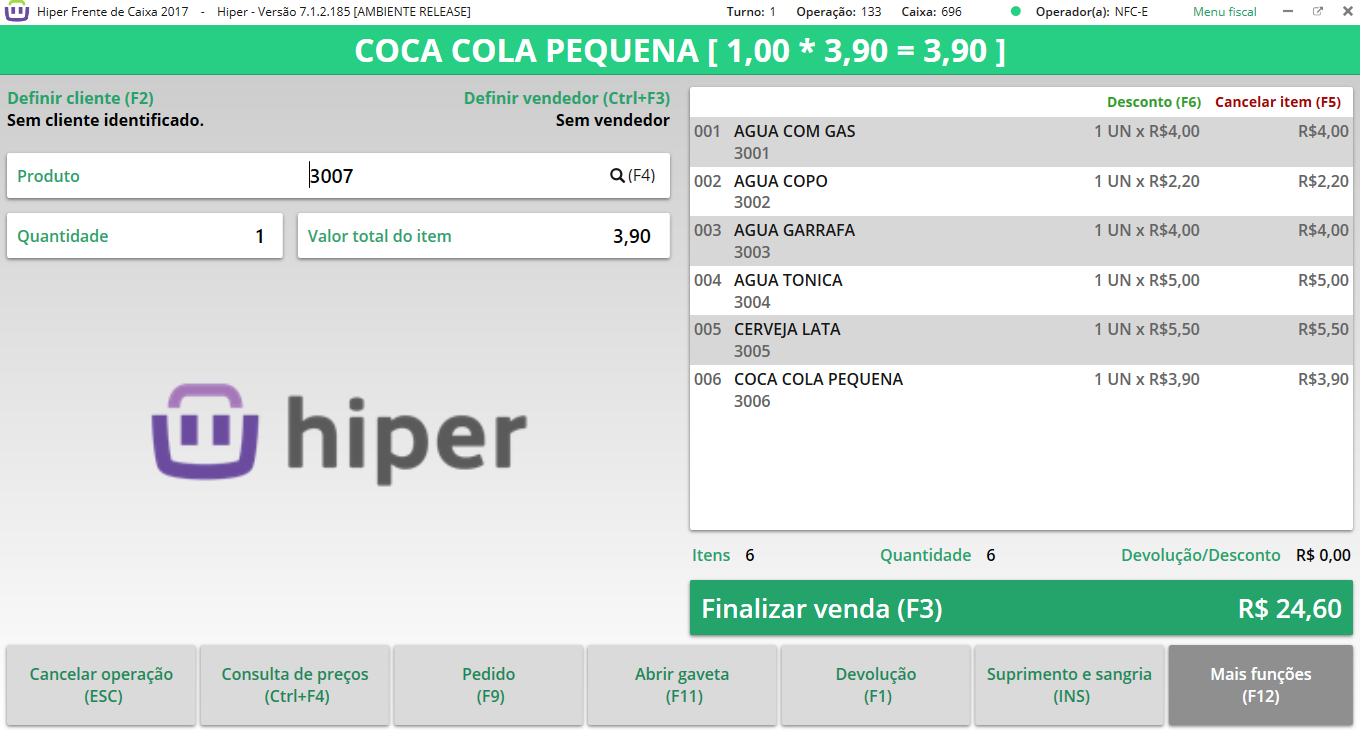 Hiper Frente de Caixa 2017 - Hiper - Versão 7.1.2.185 [AMBIENTE RELEASE] Turno: 1 Operação: 133 Caixa: 696 Operador(a): NFC-E Menu fiscal
COCA COLA PEQUENA [ 1,00 * 3,90 = 3,90 ]
Definir cliente (F2) Definir vendedor (Ctrl+F3)
Sem cliente identificado. Sem vendedor
Produto 3007 (F4)
Quantidade 1 Valor total do item 3,90
hiper
Desconto (F6) Cancelar item (F5)
001 AGUA COM GAS 1 UN x R$4,00 R$4,00
3001
002 AGUA COPO 1 UN x R$2,20 R$2,20
3002
003 AGUA GARRAFA 1 UN x R$4,00 R$4,00
3003
004 AGUA TONICA 1 UN x R$5,00 R$5,00
3004
005 CERVEJA LATA 1 UN x R$5,50 R$5,50
3005
006 COCA COLA PEQUENA 1 UN x R$3,90 R$3,90
3006
Itens 6 Quantidade 6 Devolução/Desconto R$ 0,00
Finalizar venda (F3) R$ 24,60
Cancelar operação
(ESC)
Consulta de preços
(Ctrl+F4)
Pedido
(F9)
Abrir gaveta
(F11)
Devolução
(F1)
Suprimento e sangria
(INS)
Mais funções
(F12)